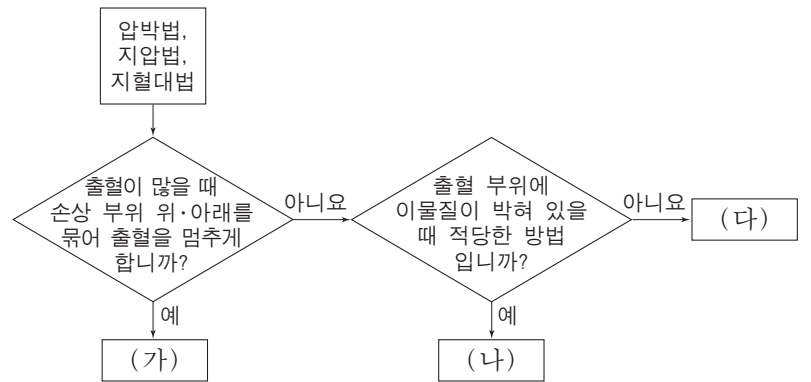 압박법,
지압법,
지혈대법
출혈이 많을 때
손상 부위 위·아래를
묶어 출혈을 멈추게
합니까?
아니요
출혈 부위에
이물질이 박혀 있을
때 적당한 방법
입니까?
아니요
(다)
예
예
(가)
(나)